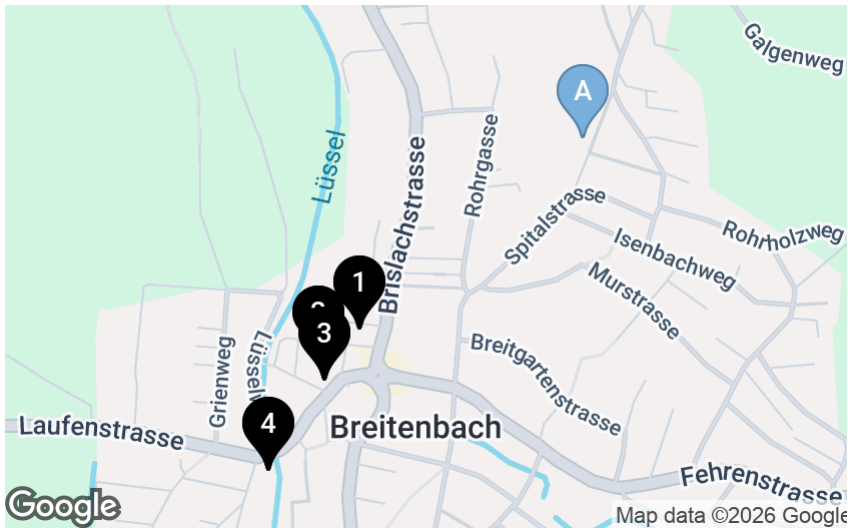 Galgenweg
A
Lüssel
Rohrgasse
Brislachstrasse
Spitalstrasse
Rohrholzweg
Isenbachweg
Murstrasse
1
3
Grienweg
Breitgartenstrasse
4
Laufenstrasse
Breitenbach
Fehrenstrasse
Google
Map data ©2026 Google